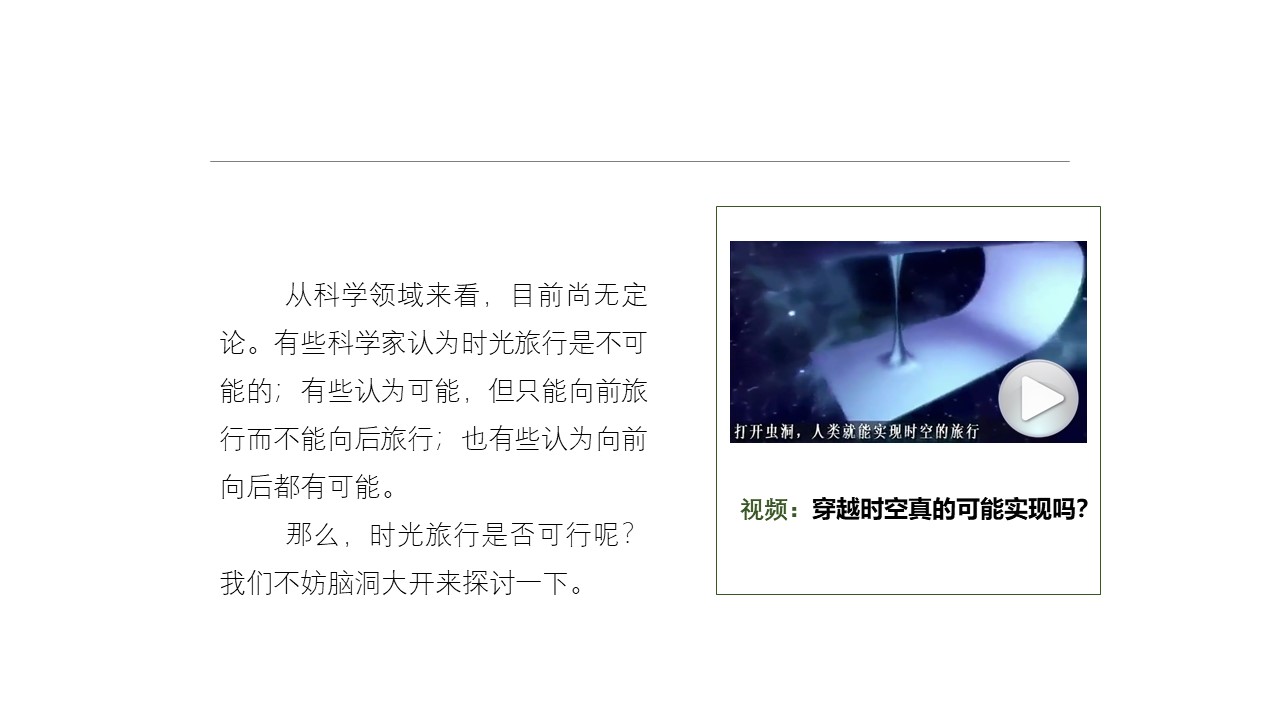 从科学领域来看，目前尚无定
论。有些科学家认为时光旅行是不可
能的；有些认为可能，但只能向前旅
行而不能向后旅行；也有些认为向前
向后都有可能。
那么，时光旅行是否可行呢？
我们不妨脑洞大开来探讨一下。
打开虫洞，人类就能实现时空的旅行
视频：穿越时空真的可能实现吗？